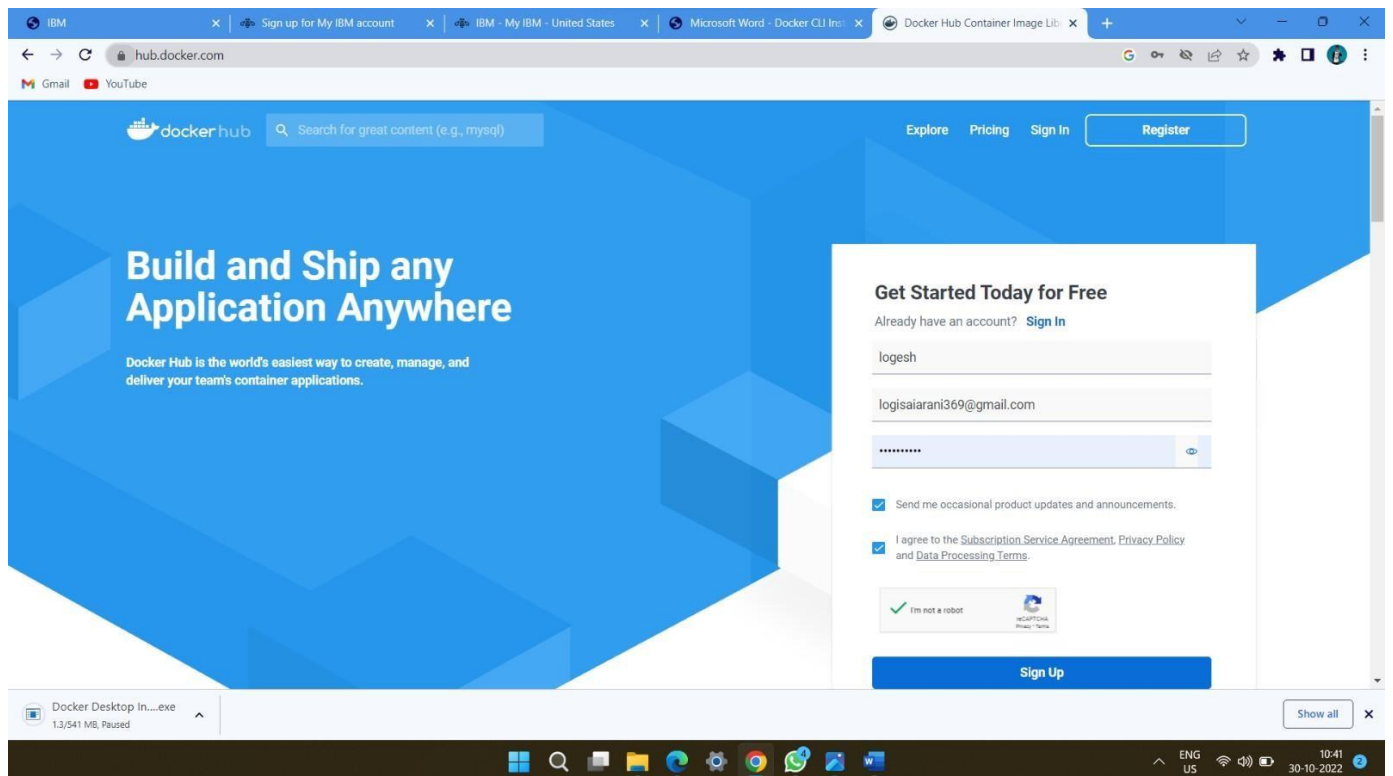 IBM
Sign up for My IBM account
IBM - My IBM - United States
Microsoft Word - Docker CLI Inst
Docker Hub Container Image Lib
hub.docker.com
Gmail
YouTube
docker hub
Search for great content (e.g., mysql)
Explore
Pricing
Sign In
Register
Build and Ship any
Application Anywhere
Docker Hub is the world's easiest way to create, manage, and
deliver your team's container applications.
Get Started Today for Free
Already have an account? Sign In
logesh
logisaiarani369@gmail.com
Send me occasional product updates and announcements.
I agree to the Subscription Service Agreement, Privacy Policy
and Data Processing Terms.
I'm not a robot
reCAPTCHA
Privacy - Terms
Sign Up
Docker Desktop In....exe
1.3/541 MB, Paused
Show all
ENG
US
10:41
30-10-2022
2